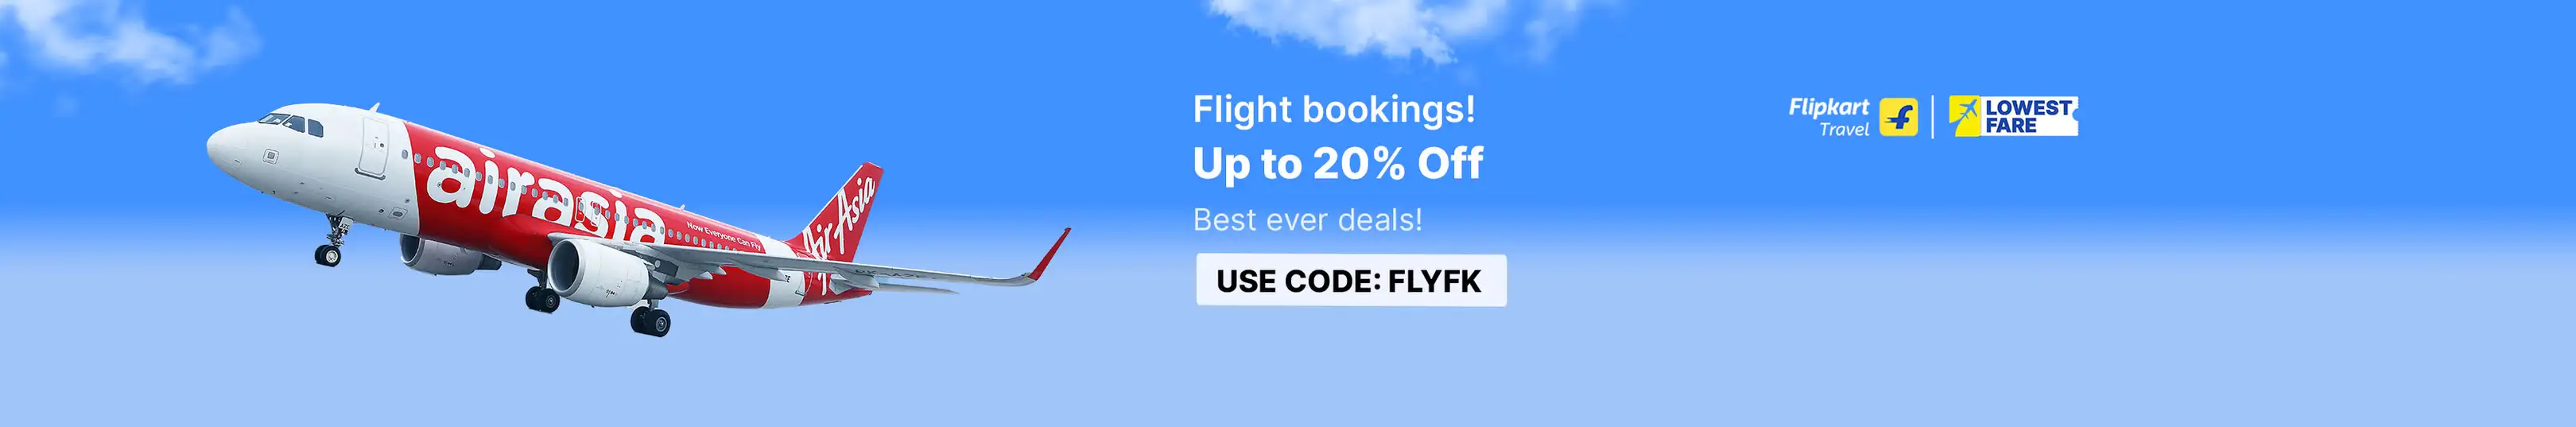 airasia
Now Everyone Can Fly
AirAsia
Flight bookings!
Up to 20% Off
Best ever deals!
USE CODE: FLYFK
Flipkart
Travel
LOWEST
FARE